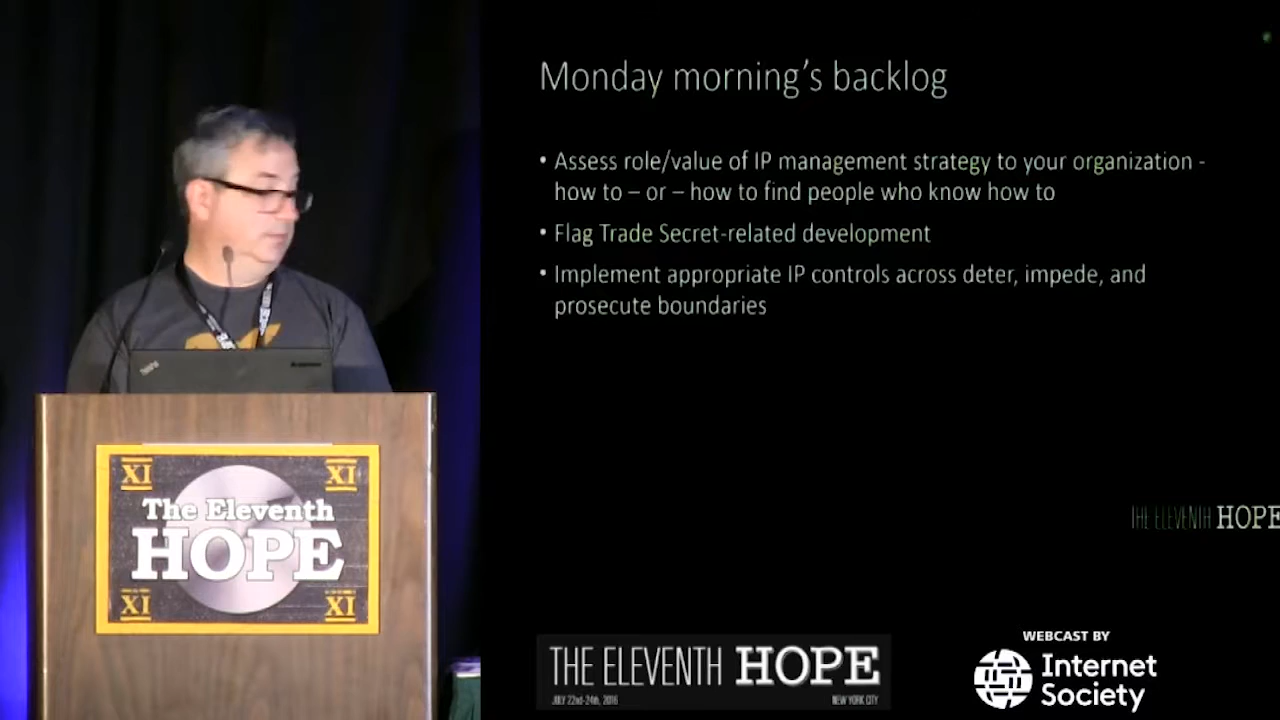 Monday morning's backlog
• Assess role/value of IP management strategy to your organization -
how to – or – how to find people who know how to
• Flag Trade Secret-related development
• Implement appropriate IP controls across deter, impede, and
prosecute boundaries
ThinkPad
XI XI
The Eleventh
HOPE
XI XI
THE ELEVENTH HOPE
THE ELEVENTH HOPE
JULY 22nd-24th, 2016 NEW YORK CITY
WEBCAST BY
Internet
Society